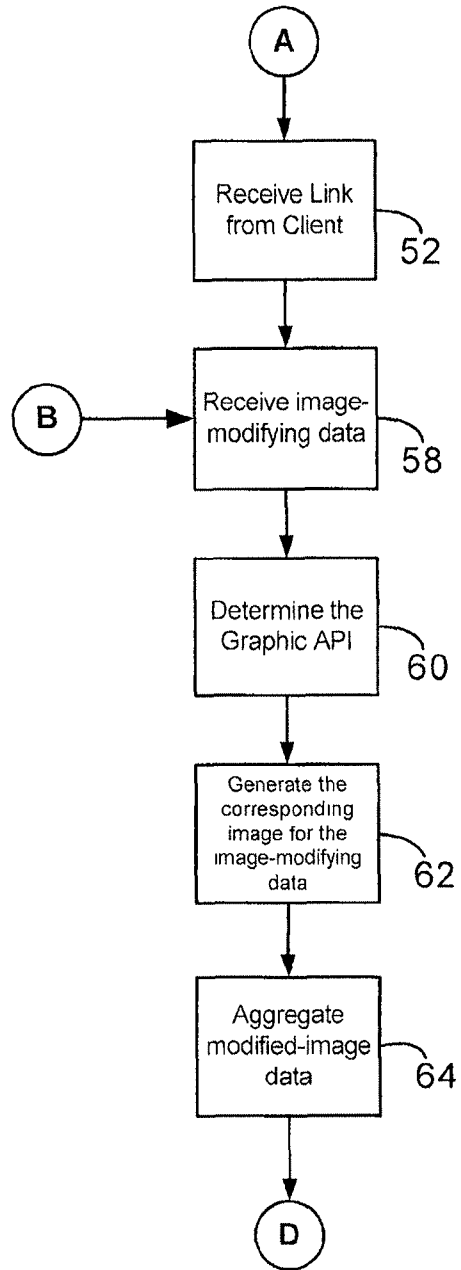 A
Receive Link
from Client
52
B
Receive image-
modifying data
58
Determine the
Graphic API
60
Generate the
corresponding
image for the
image-modifying
data
62
Aggregate
modified-image
data
64
D